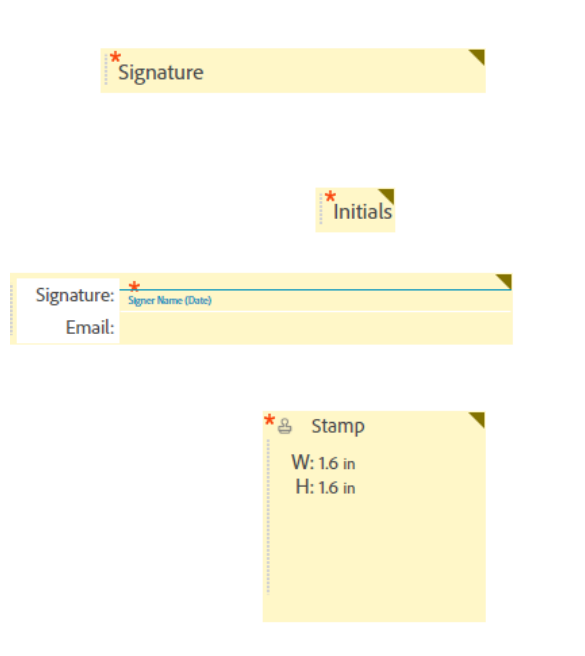 *
Signature
*
Initials
Signature: *
Signer Name (Date)
Email:
* Stamp
W: 1.6 in
H: 1.6 in